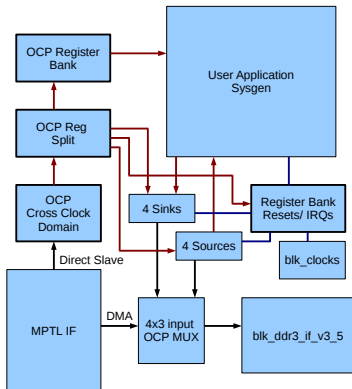 OCP Register
Bank
User Application
Sysgen
OCP Reg
Split
OCP
Cross Clock
Domain
4 Sinks
Register Bank
Resets/ IRQs
4 Sources
Direct Slave
blk_clocks
MPTL IF
DMA
4x3 input
OCP MUX
blk_ddr3_if_v3_5